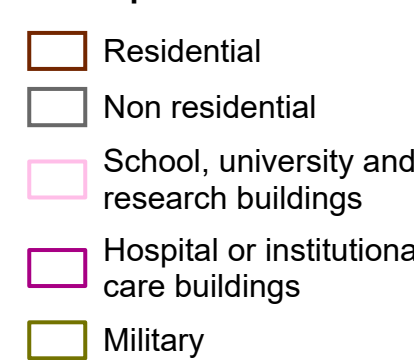 Residential
Non residential
School, university and
research buildings
Hospital or institutiona
care buildings
Military